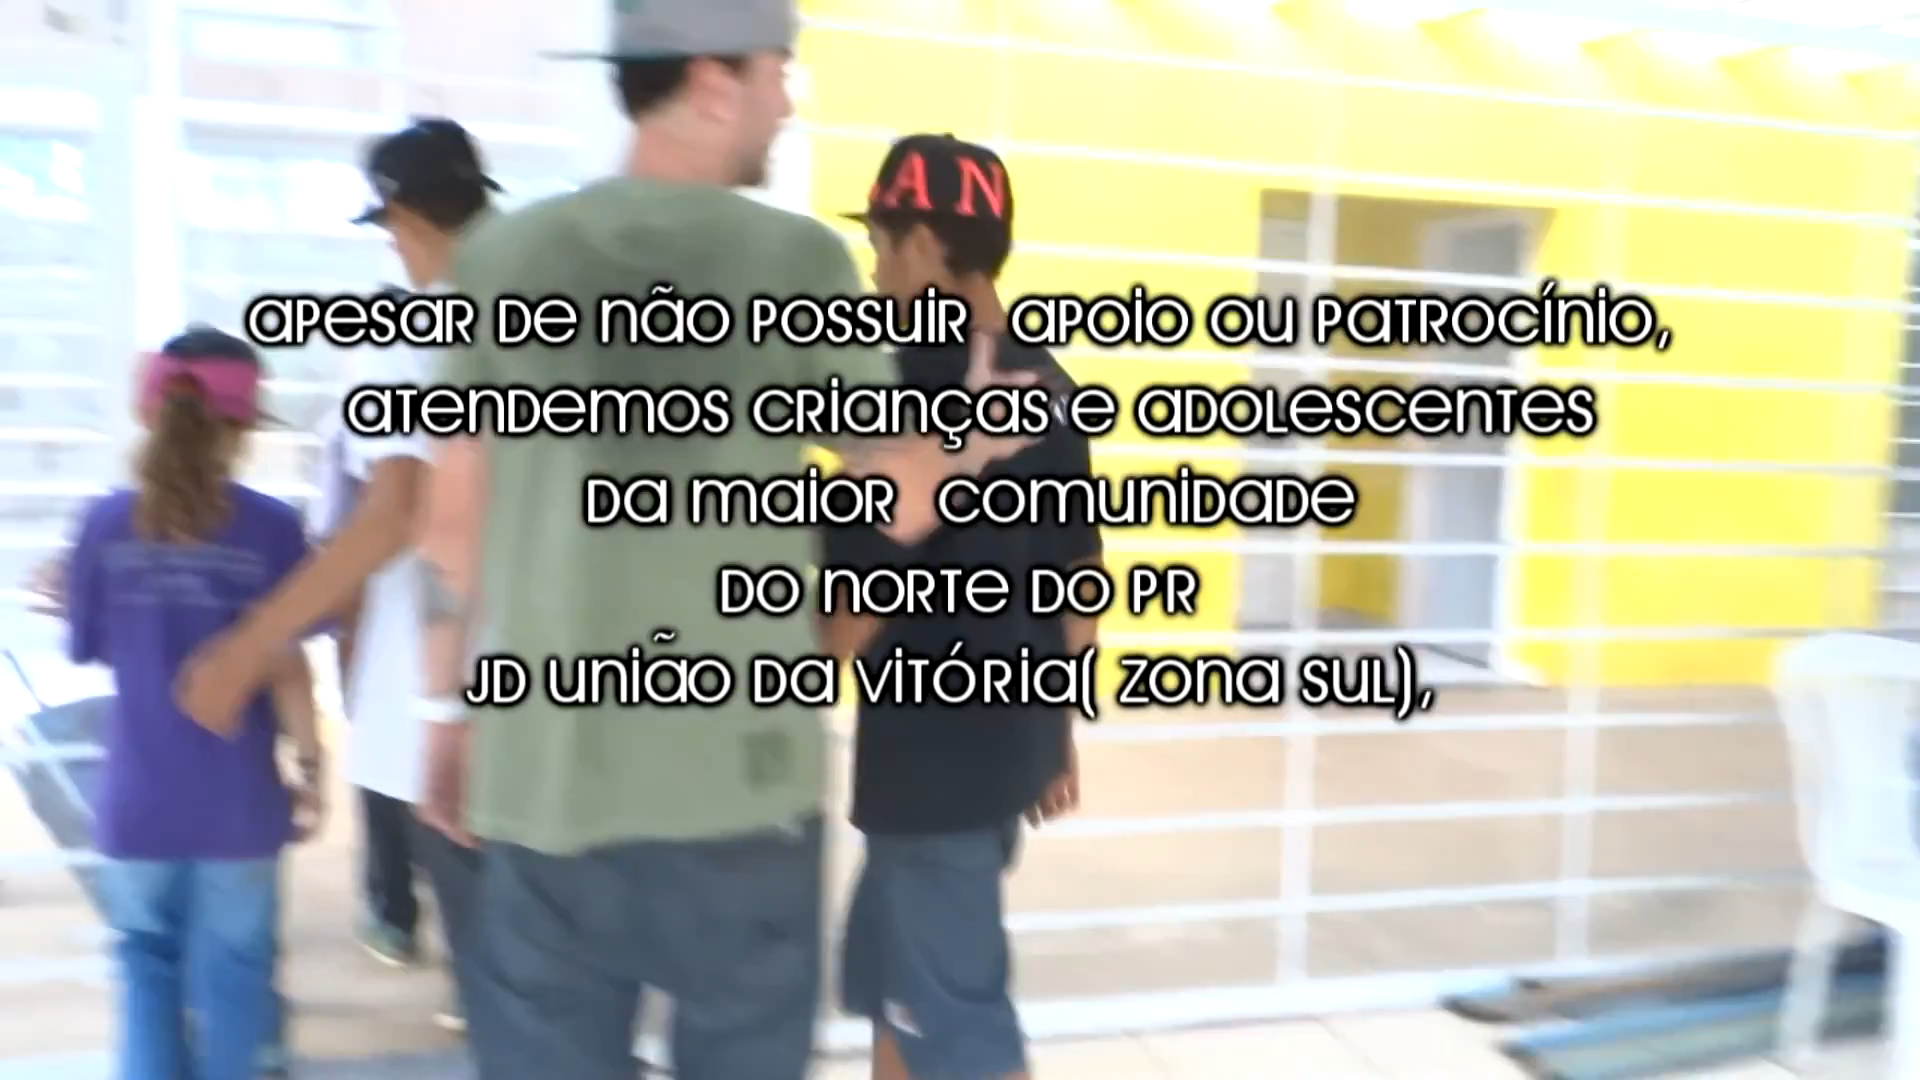 AN
apesar de não possuir apoio ou patrocínio,
atendemos crianças e adolescentes
da maior comunidade
do norte do PR
JD União da Vitória( zona sul),